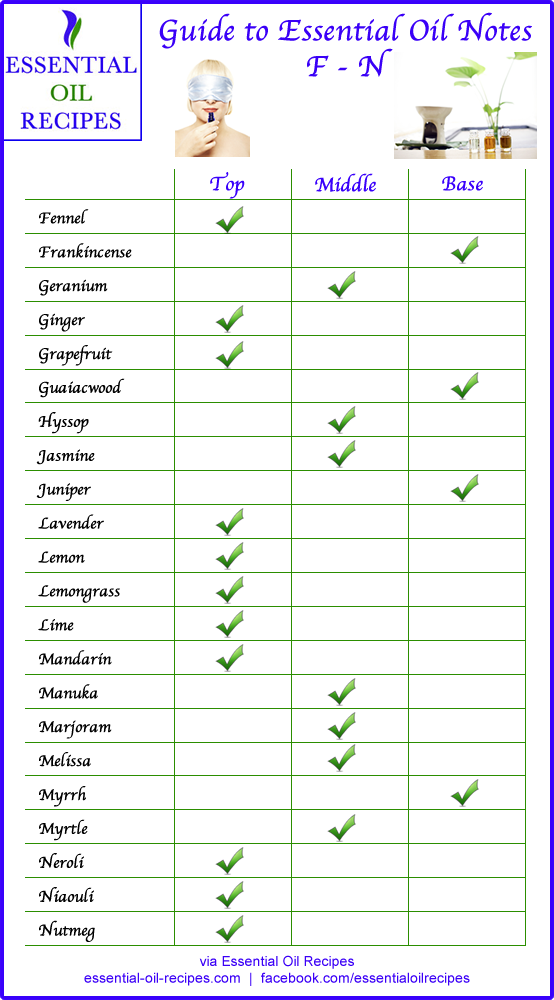 ESSENTIAL
OIL
RECIPES
Guide to Essential Oil Notes
F - N
Top Middle Base
Fennel
Frankincense
Geranium
Ginger
Grapefruit
Guaiacwood
Hyssop
Jasmine
Juniper
Lavender
Lemon
Lemongrass
Lime
Mandarin
Manuka
Marjoram
Melissa
Myrrh
Myrtle
Neroli
Niaouli
Nutmeg
via Essential Oil Recipes
essential-oil-recipes.com | facebook.com/essentialoilrecipes